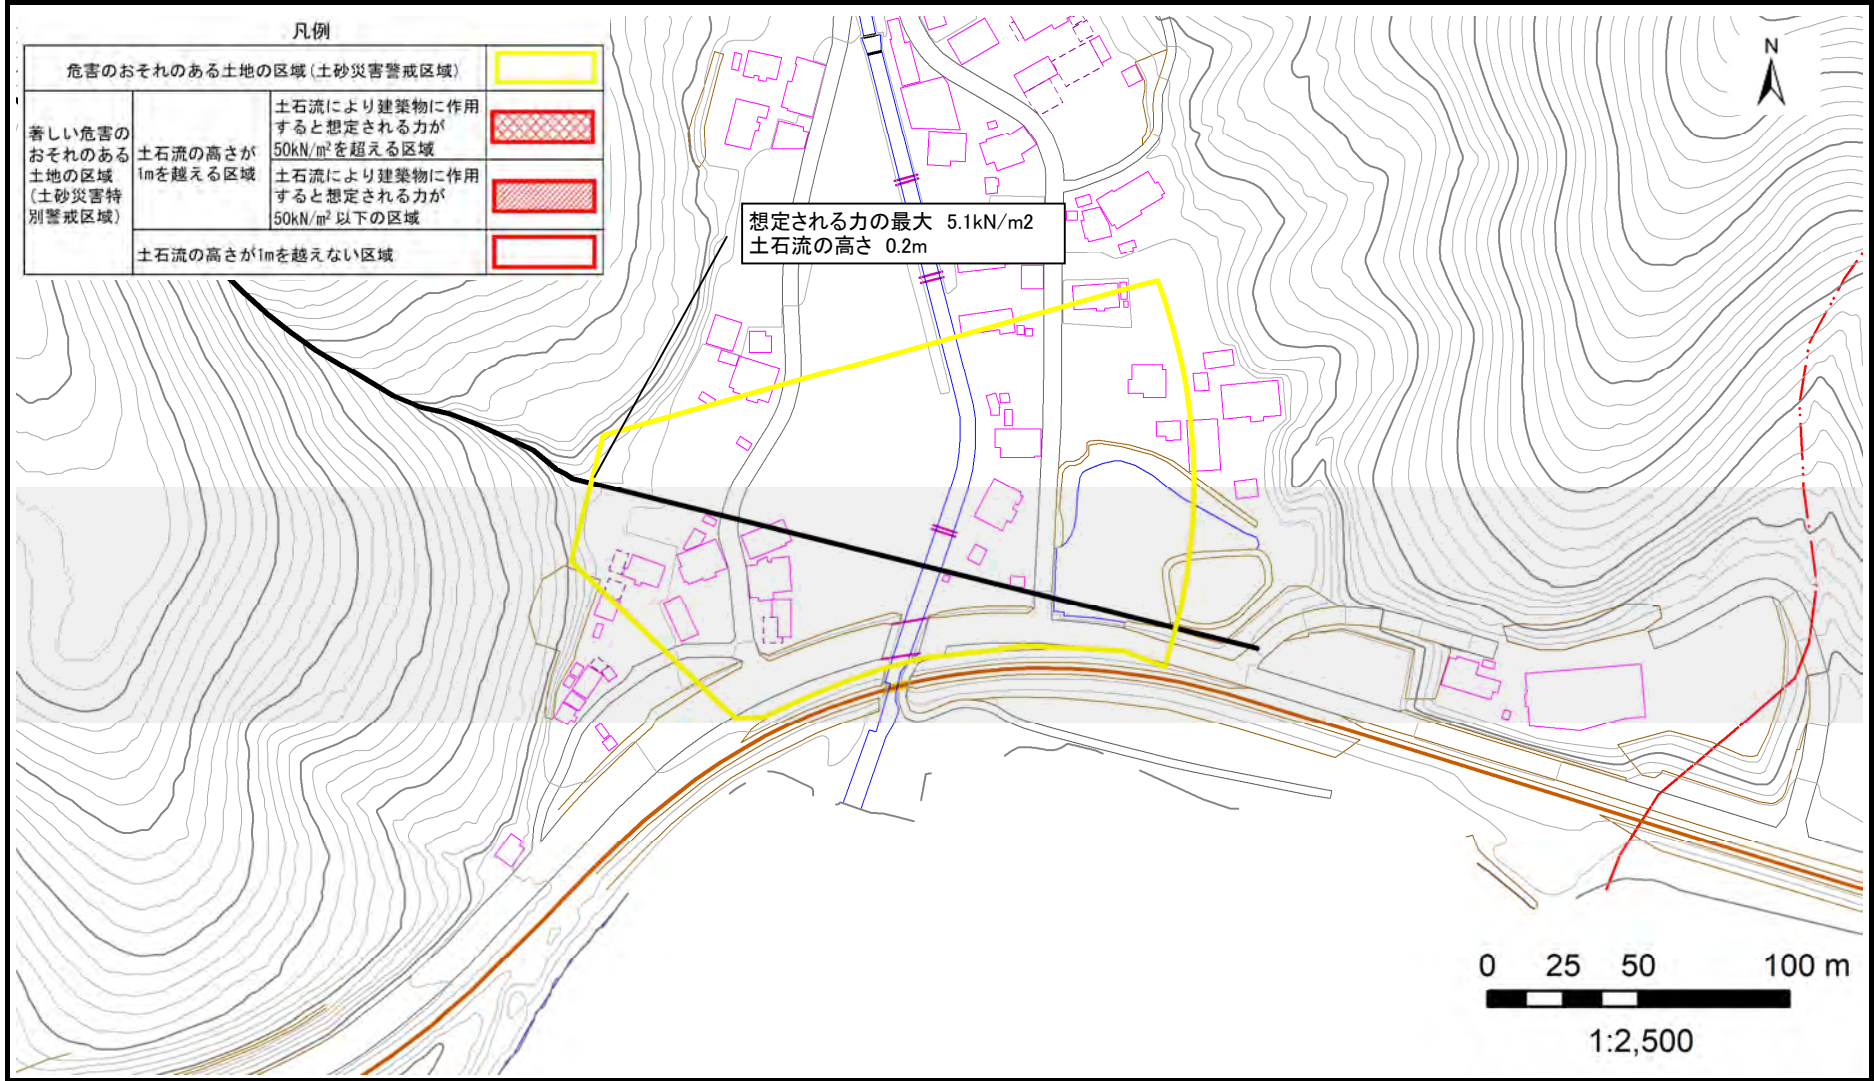 凡例
危害のおそれのある土地の区域(土砂災害警戒区域)
著しい危害の
おそれのある
土地の区域
(土砂災害特
別警戒区域)
土石流の高さが
1mを越える区域
土石流により建築物に作用
すると想定される力が
50kN/m²を超える区域
土石流により建築物に作用
すると想定される力が
50kN/m² 以下の区域
土石流の高さが1mを越えない区域
想定される力の最大 5.1kN/m2
土石流の高さ 0.2m
N
0 25 50 100 m
1:2,500